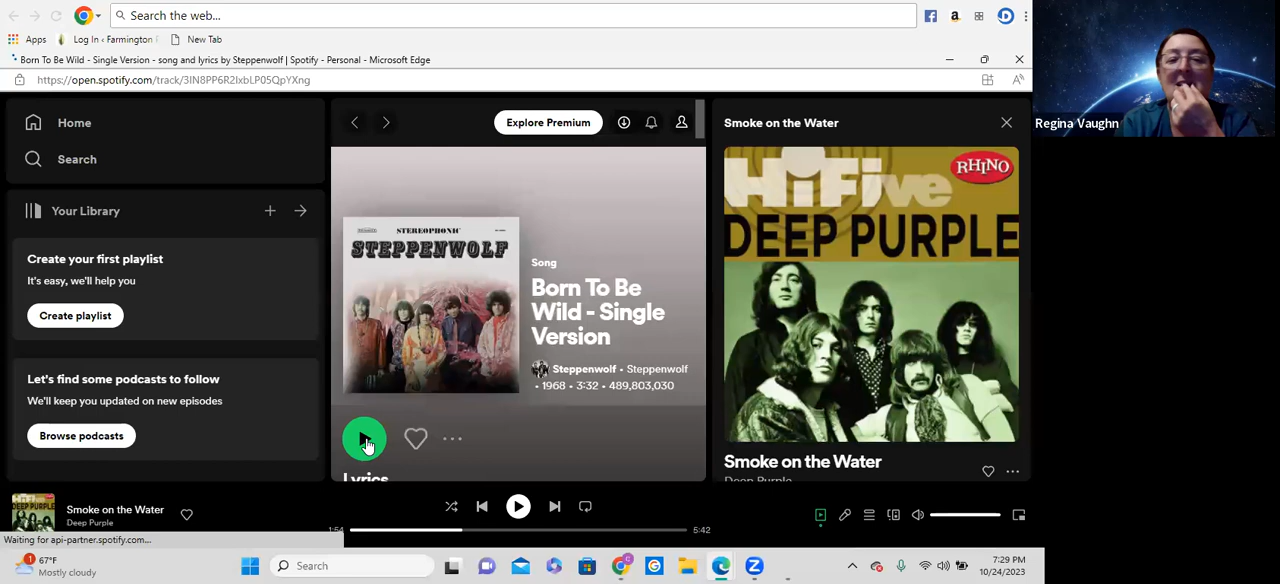 Search the web...
Apps
Log In ‹ Farmington
New Tab
Born To Be Wild - Single Version - song and lyrics by Steppenwolf | Spotify - Personal - Microsoft Edge
https://open.spotify.com/track/3IN8PP6R2IxbLP05QpYXng
Home
Search
Your Library
Create your first playlist
It's easy, we'll help you
Create playlist
Let's find some podcasts to follow
We'll keep you updated on new episodes
Browse podcasts
Explore Premium
STEREOPHONIC
STEPPENWOLF
Song
Born To Be
Wild - Single
Version
Steppenwolf • Steppenwolf
• 1968 • 3:32 • 489,803,030
Lyrics
Smoke on the Water
HiFive
RHINO
DEEP PURPLE
Smoke on the Water
Deep Purple
Regina Vaughn
DEEP PURPLE
Smoke on the Water
Deep Purple
1:54
5:42
Waiting for api-partner.spotify.com...
1
67°F
Mostly cloudy
Search
7:29 PM
10/24/2023